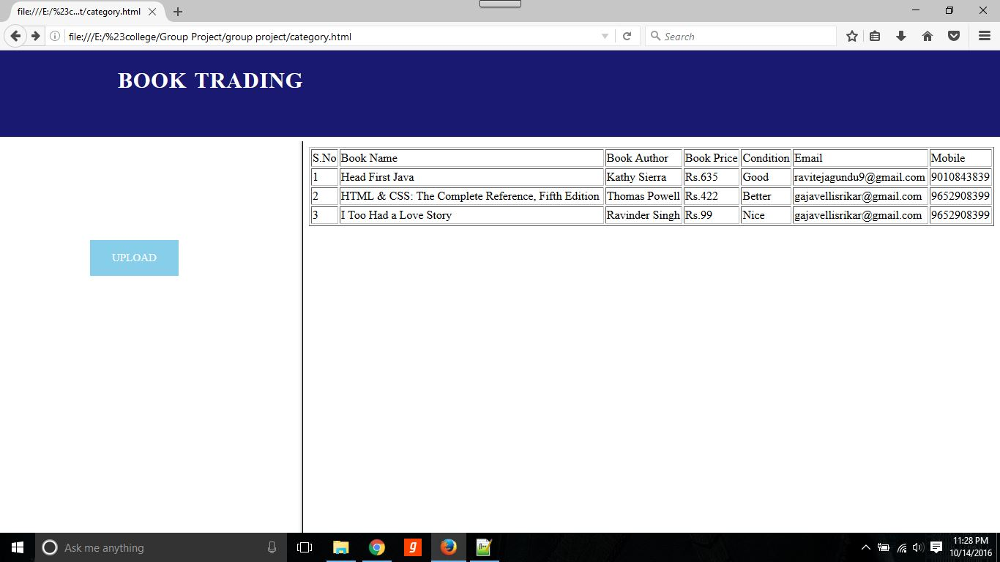 file:///E:/%23c...t/category.html
file:///E:/%23college/Group Project/group project/category.html
Search
BOOK TRADING
S.No Book Name Book Author Book Price Condition Email Mobile
1 Head First Java Kathy Sierra Rs.635 Good ravitejagundu9@gmail.com 9010843839
2 HTML & CSS: The Complete Reference, Fifth Edition Thomas Powell Rs.422 Better gajavellisrikar@gmail.com 9652908399
3 I Too Had a Love Story Ravinder Singh Rs.99 Nice gajavellisrikar@gmail.com 9652908399
UPLOAD
Ask me anything
g
11:28 PM
10/14/2016